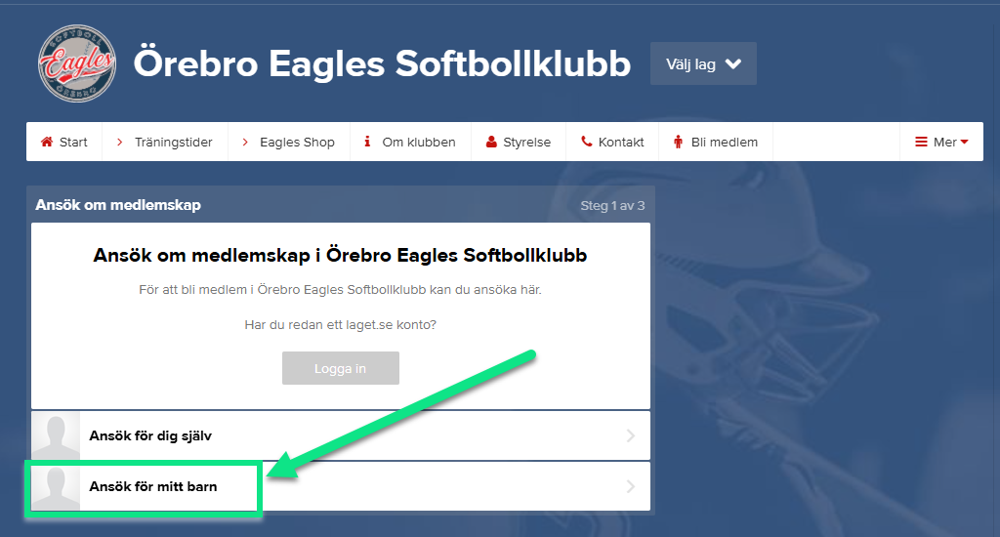 SOFTBOLL
Eagles
ÖREBRO
Örebro Eagles Softbollklubb
Välj lag
Start
Träningstider
Eagles Shop
Om klubben
Styrelse
Kontakt
Bli medlem
Mer
Ansök om medlemskap
Steg 1 av 3
Ansök om medlemskap i Örebro Eagles Softbollklubb
För att bli medlem i Örebro Eagles Softbollklubb kan du ansöka här.
Har du redan ett laget.se konto?
Logga in
Ansök för dig själv
Ansök för mitt barn